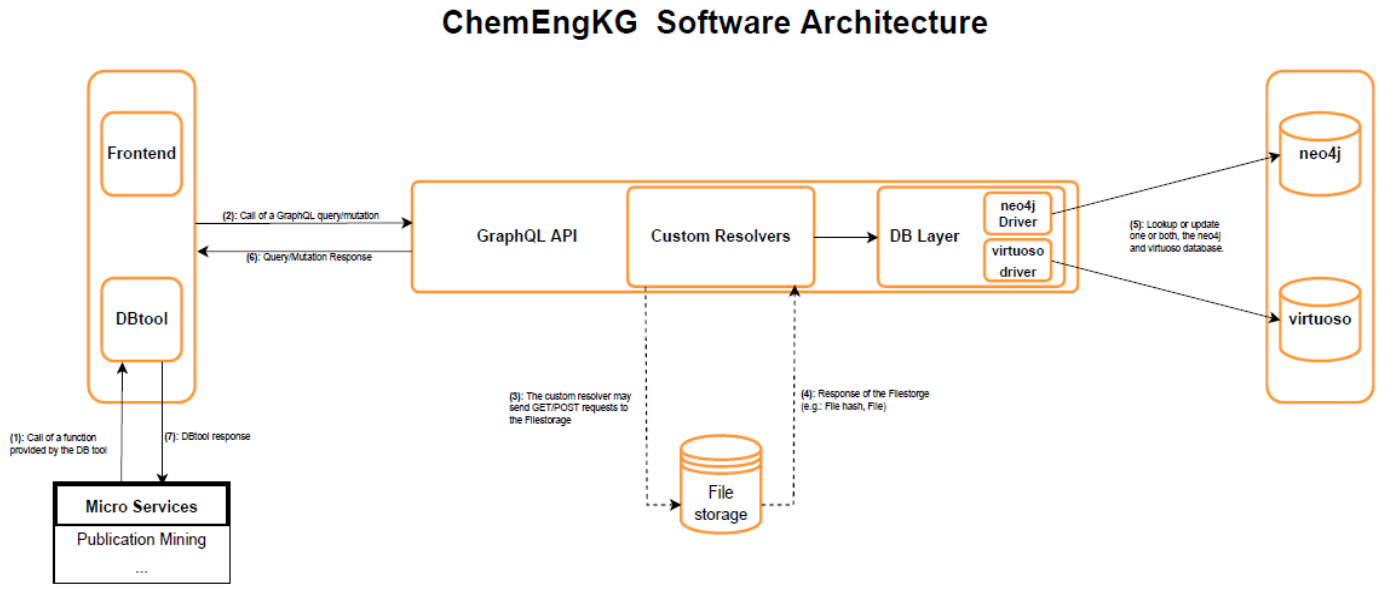 ChemEngKG Software Architecture
Frontend
DBtool
(1): Call of a function
provided by the DB tool
(7): DBtool response
Micro Services
Publication Mining
...
(2): Call of a GraphQL query/mutation
(6): Query/Mutation Response
GraphQL API
Custom Resolvers
DB Layer
neo4j
Driver
virtuoso
driver
(3): The custom resolver may
send GET/POST requests to
the Filestorage
(4): Response of the Filestorge
(e.g.: File hash, File)
File
storage
(5): Lookup or update
one or both, the neo4j
and virtuoso database.
neo4j
virtuoso